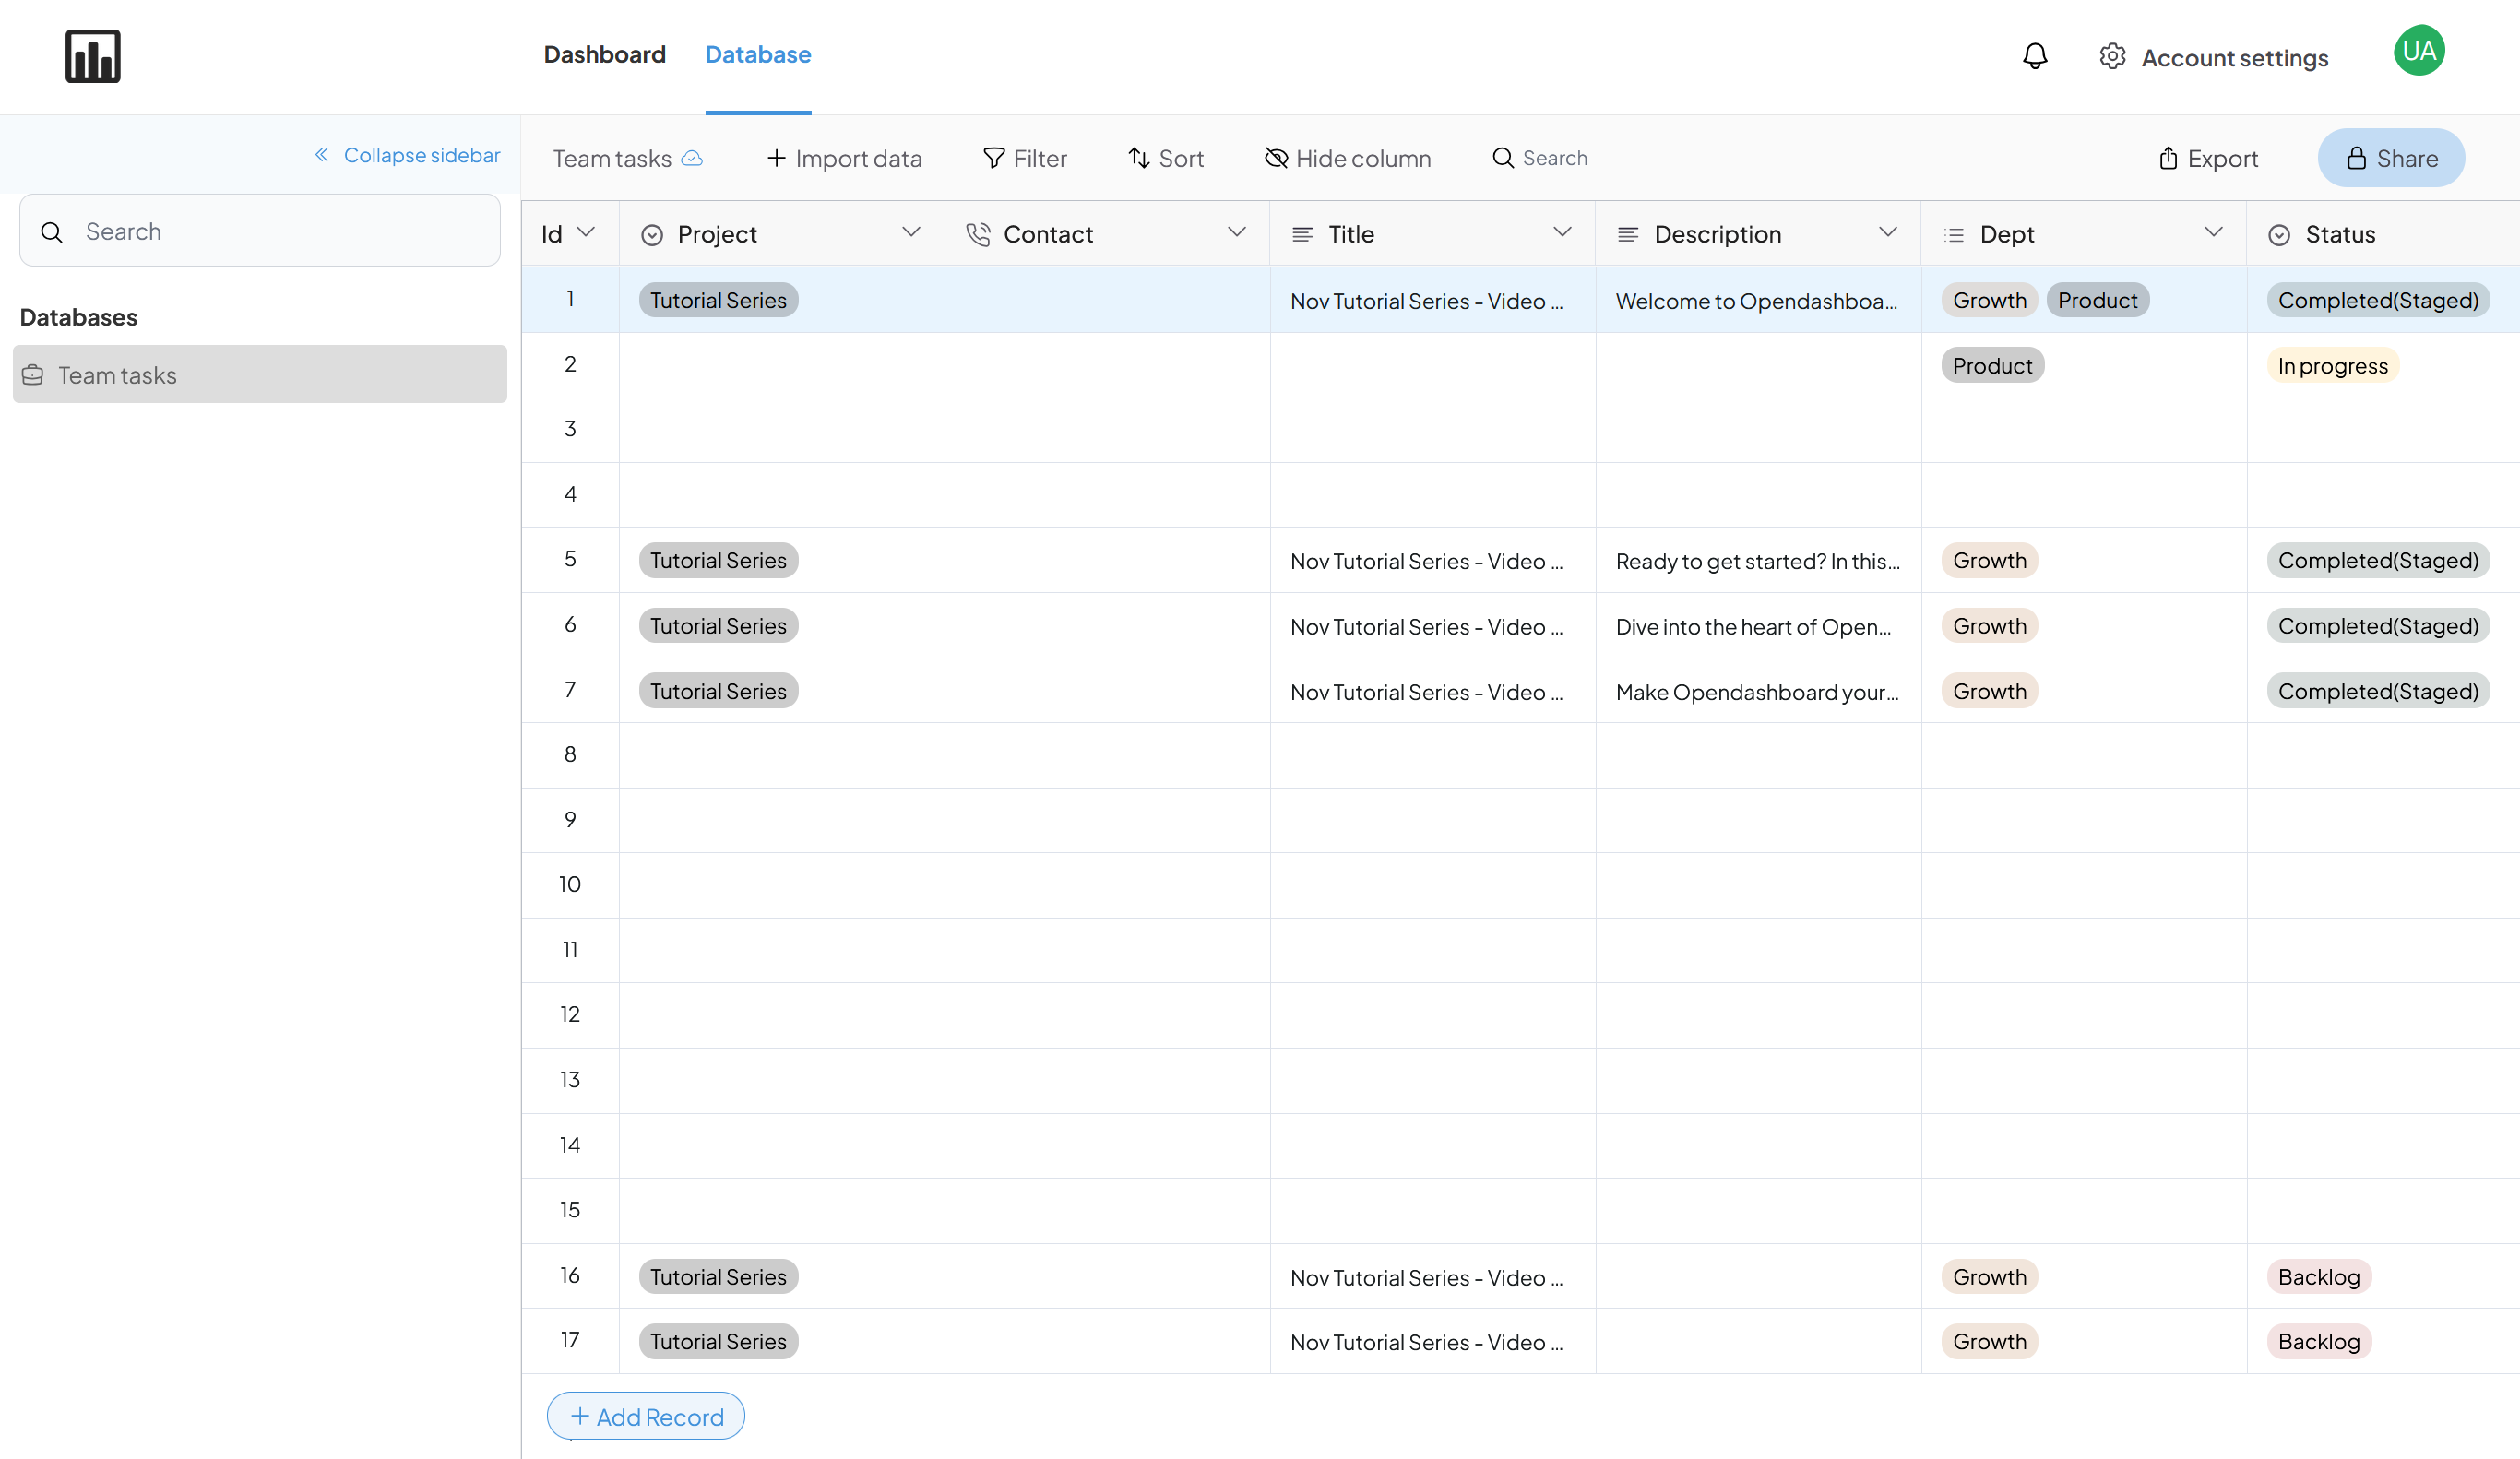 Dashboard Database Account settings UA
Collapse sidebar
Team tasks Import data Filter Sort Hide column Search Export Share
Search
Databases
Team tasks
Id Project Contact Title Description Dept Status
1 Tutorial Series Nov Tutorial Series - Video ... Welcome to Opendashboa... Growth Product Completed(Staged)
2 Product In progress
3
4
5 Tutorial Series Nov Tutorial Series - Video ... Ready to get started? In this... Growth Completed(Staged)
6 Tutorial Series Nov Tutorial Series - Video ... Dive into the heart of Open... Growth Completed(Staged)
7 Tutorial Series Nov Tutorial Series - Video ... Make Opendashboard your... Growth Completed(Staged)
8
9
10
11
12
13
14
15
16 Tutorial Series Nov Tutorial Series - Video ... Growth Backlog
17 Tutorial Series Nov Tutorial Series - Video ... Growth Backlog
+ Add Record